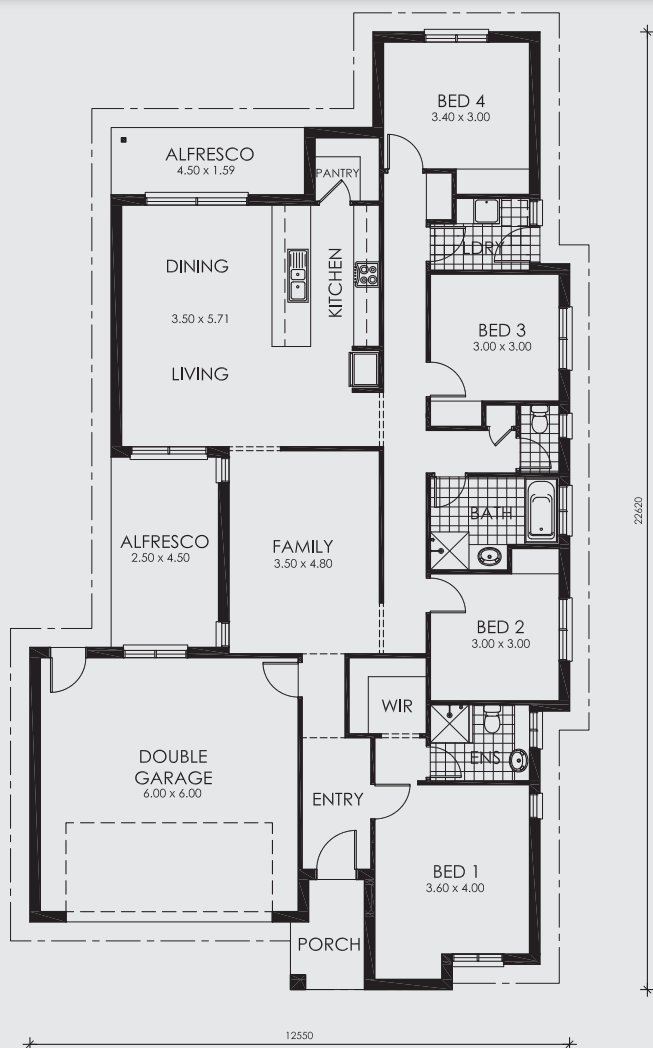 BED 4
3.40 x 3.00
ALFRESCO
4.50 x 1.59
PANTRY
LDRY
DINING
KITCHEN
3.50 x 5.71
LIVING
BED 3
3.00 x 3.00
22620
BATH
ALFRESCO
2.50 x 4.50
FAMILY
3.50 x 4.80
BED 2
3.00 x 3.00
WIR
ENS
DOUBLE
GARAGE
6.00 x 6.00
ENTRY
BED 1
3.60 x 4.00
PORCH
12550